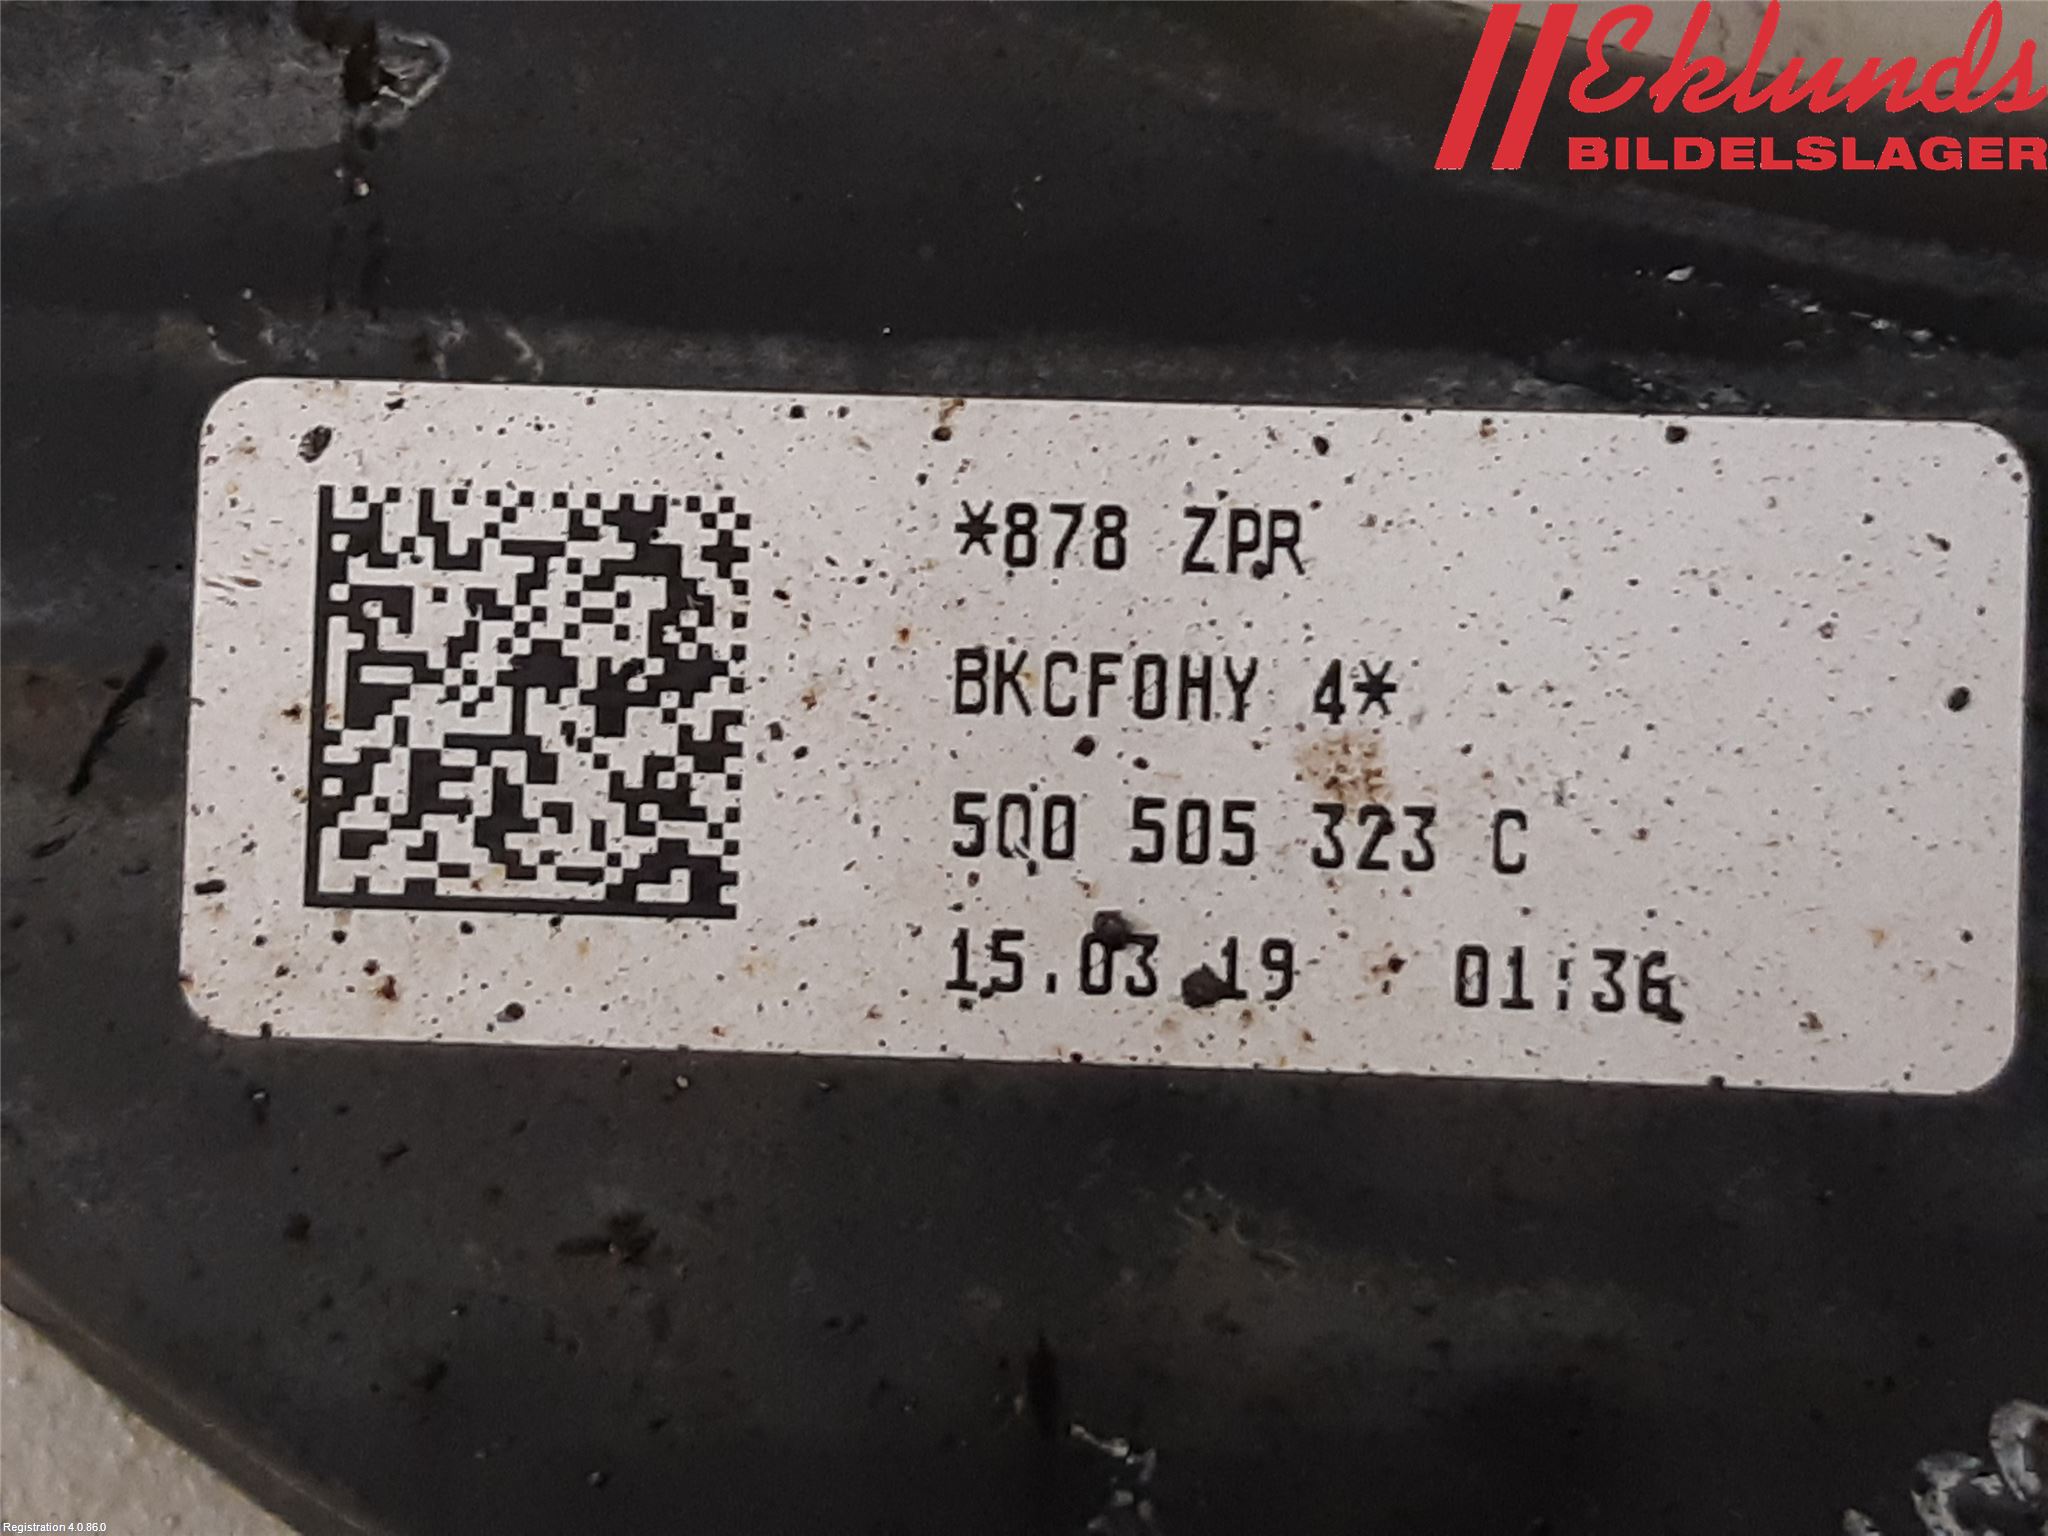 Eklunds
BILDELSLAGER
*878 ZPR
BKCF0HY 4*
5Q0 505 323 C
15.03.19 01:36
Registration 4.0.86.0